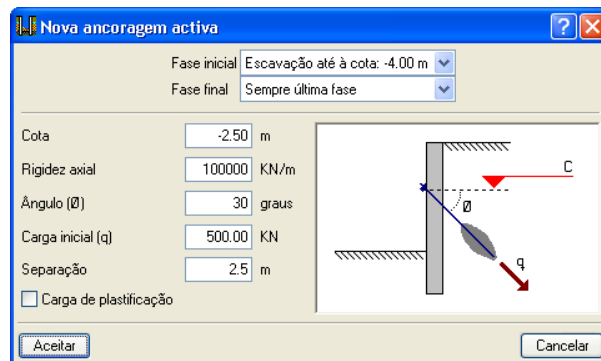 Nova ancoragem activa
Fase inicial Escavação até à cota: -4.00 m
Fase final Sempre última fase
Cota -2.50 m
Rigidez axial 100000 KN/m
Ângulo (Ø) 30 graus
Carga inicial (q) 500.00 KN
Separação 2.5 m
Carga de plastificação
C
Ø
q
Aceitar Cancelar